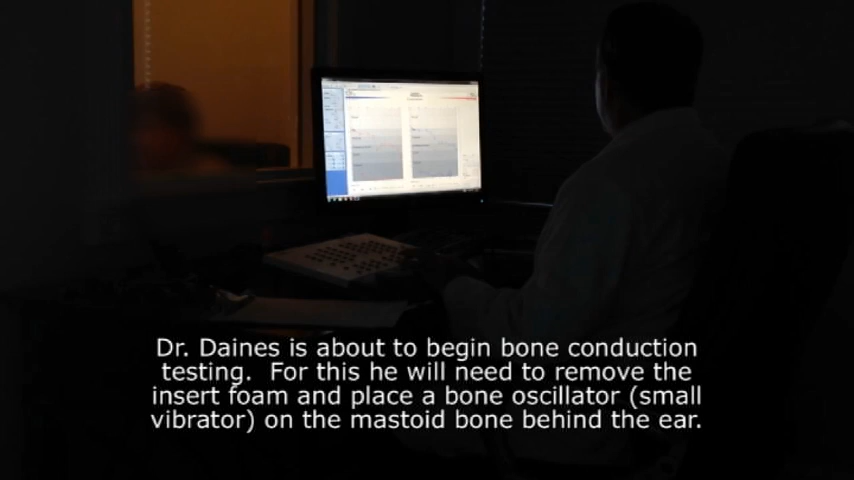 Dr. Daines is about to begin bone conduction
testing.  For this he will need to remove the
insert foam and place a bone oscillator (small
vibrator) on the mastoid bone behind the ear.